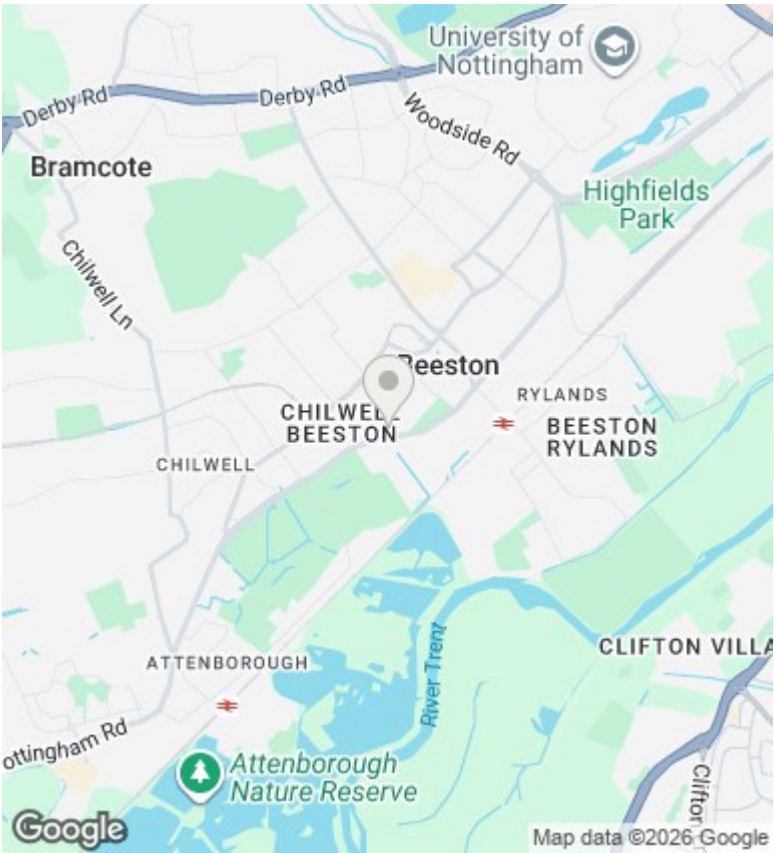 University of
Nottingham
Derby Rd
Derby Rd
Woodside Rd
Bramcote
Highfields
Park
Chilwell Ln
Beeston
RYLANDS
CHILWELL
BEESTON
BEESTON
RYLANDS
CHILWELL
River Trent
CLIFTON VILLA
ATTENBOROUGH
ottingham Rd
Attenborough
Nature Reserve
Clifton
Google
Map data ©2026 Google